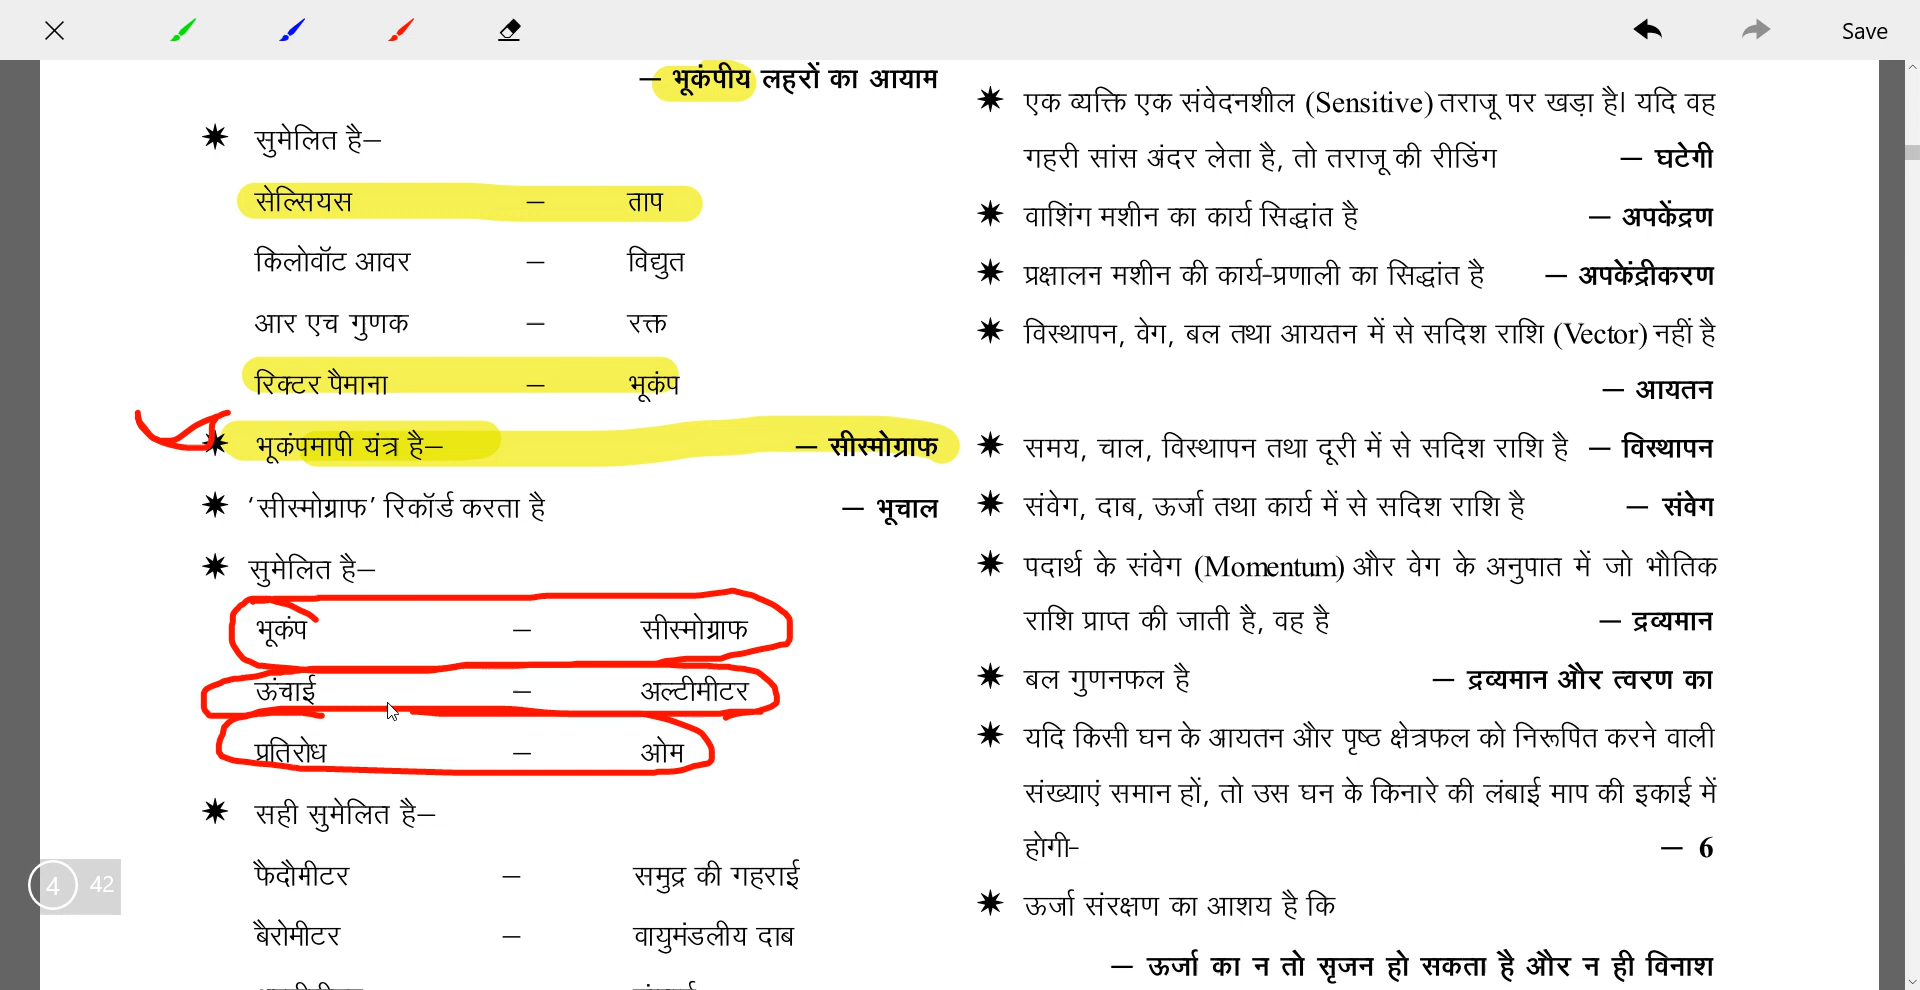 Save
— भूकंपीय लहरों का आयाम
✷ सुमेलित है–
सेल्सियस – ताप
किलोवॉट आवर – विद्युत
आर एच गुणक – रक्त
रिक्टर पैमाना – भूकंप
✷ भूकंपमापी यंत्र है– — सीस्मोग्राफ
✷ 'सीस्मोग्राफ' रिकॉर्ड करता है — भूचाल
✷ सुमेलित है–
भूकंप – सीस्मोग्राफ
ऊंचाई – अल्टीमीटर
प्रतिरोध – ओम
✷ सही सुमेलित है–
फैदौमीटर – समुद्र की गहराई
बैरोमीटर – वायुमंडलीय दाब
✷ एक व्यक्ति एक संवेदनशील (Sensitive) तराजू पर खड़ा है। यदि वह
गहरी सांस अंदर लेता है, तो तराजू की रीडिंग — घटेगी
✷ वाशिंग मशीन का कार्य सिद्धांत है — अपकेंद्रण
✷ प्रक्षालन मशीन की कार्य-प्रणाली का सिद्धांत है — अपकेंद्रीकरण
✷ विस्थापन, वेग, बल तथा आयतन में से सदिश राशि (Vector) नहीं है
— आयतन
✷ समय, चाल, विस्थापन तथा दूरी में से सदिश राशि है — विस्थापन
✷ संवेग, दाब, ऊर्जा तथा कार्य में से सदिश राशि है — संवेग
✷ पदार्थ के संवेग (Momentum) और वेग के अनुपात में जो भौतिक
राशि प्राप्त की जाती है, वह है — द्रव्यमान
✷ बल गुणनफल है — द्रव्यमान और त्वरण का
✷ यदि किसी घन के आयतन और पृष्ठ क्षेत्रफल को निरूपित करने वाली
संख्याएं समान हों, तो उस घन के किनारे की लंबाई माप की इकाई में
होगी- — 6
✷ ऊर्जा संरक्षण का आशय है कि
— ऊर्जा का न तो सृजन हो सकता है और न ही विनाश
4 42